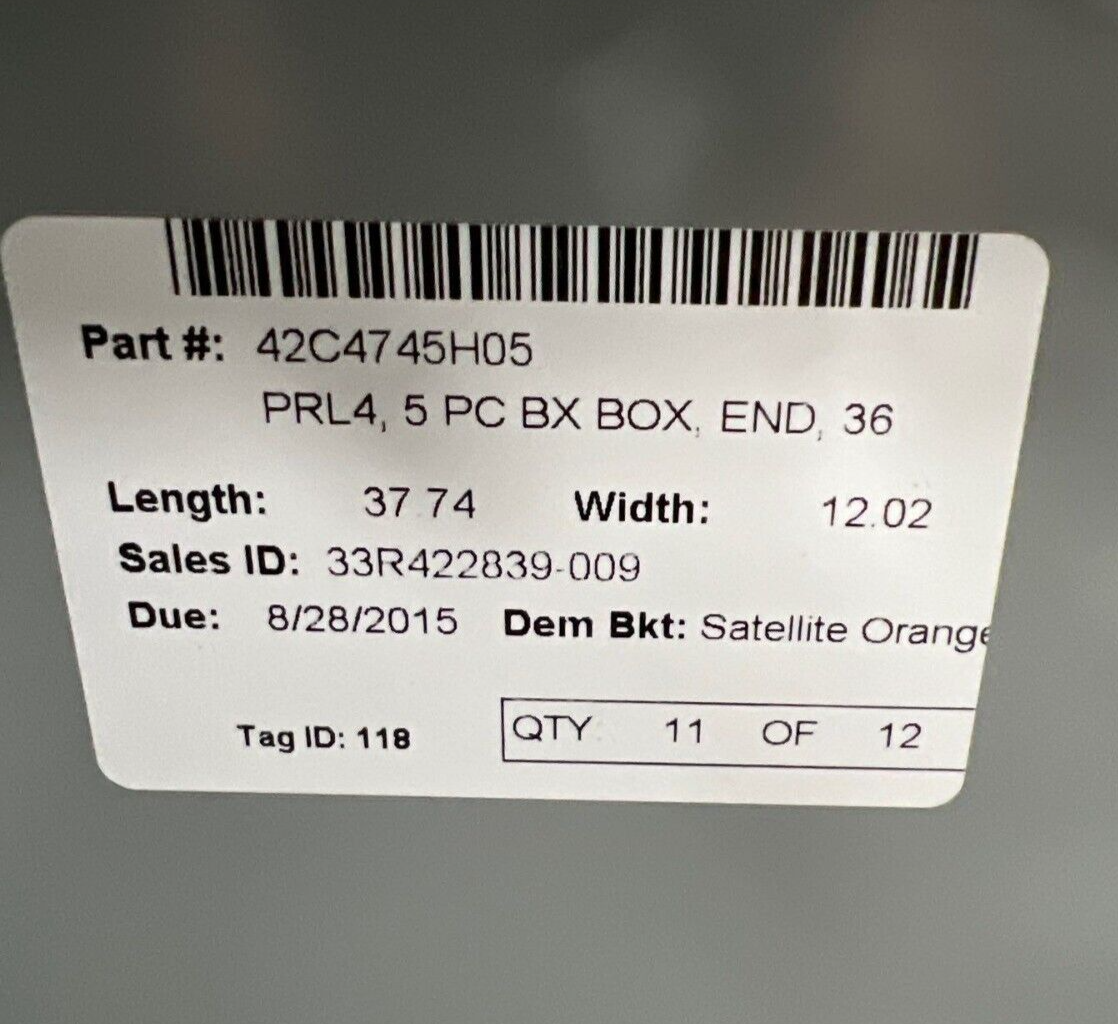 Part #: 42C4745H05
PRL4, 5 PC BX BOX, END, 36
Length: 37.74 Width: 12.02
Sales ID: 33R422839-009
Due: 8/28/2015 Dem Bkt: Satellite Orange
Tag ID: 118 QTY 11 OF 12